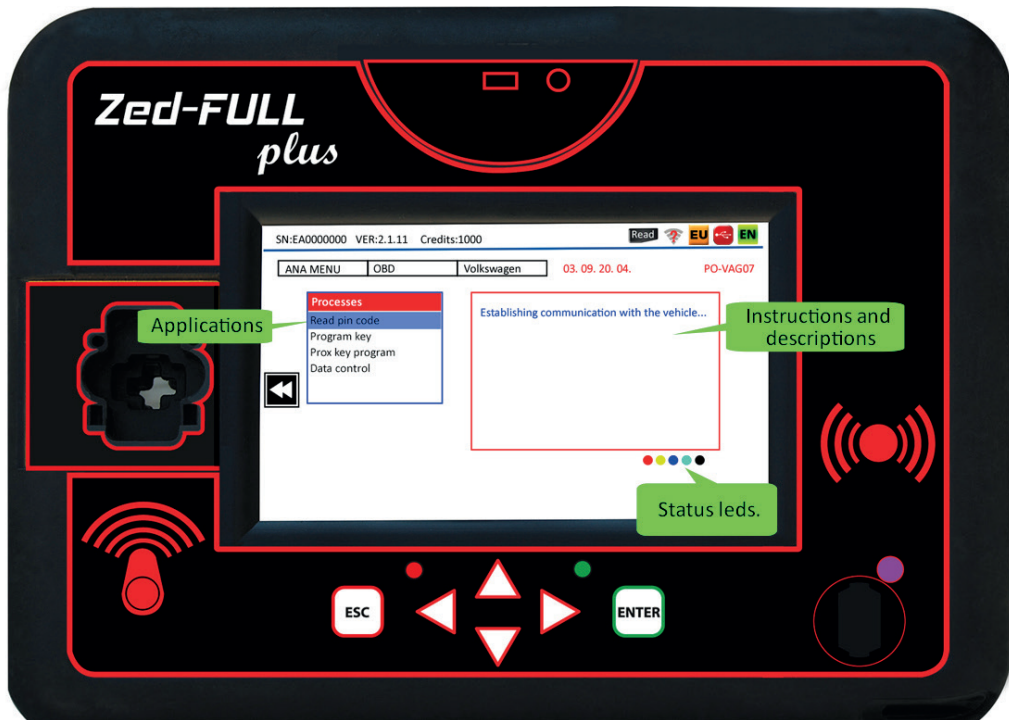 Zed-FULL
plus
SN:EA0000000 VER:2.1.11 Credits:1000 Read EU EN
ANA MENU OBD Volkswagen 03. 09. 20. 04. PO-VAG07
Processes
Read pin code
Program key
Prox key program
Data control
Establishing communication with the vehicle...
Applications
Instructions and
descriptions
Status leds.
ESC
ENTER